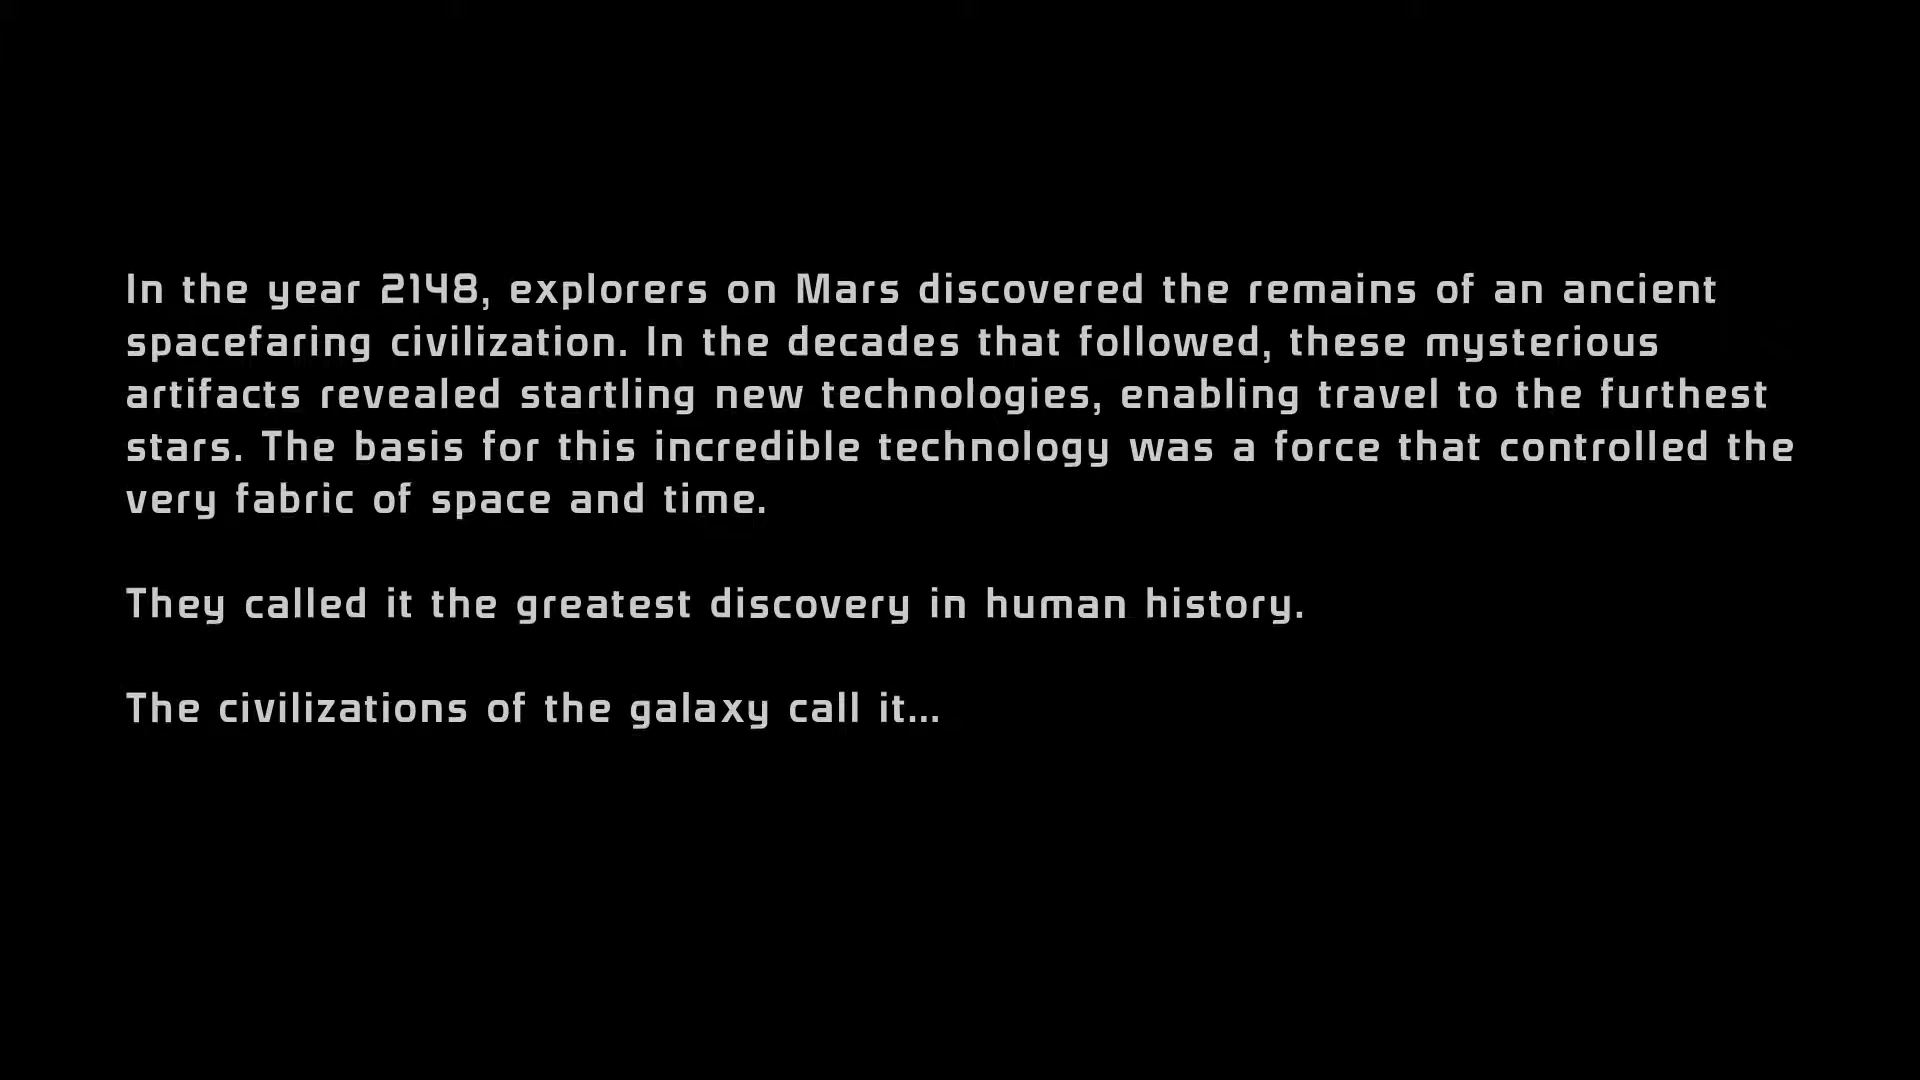 In the year 2148, explorers on Mars discovered the remains of an ancient
spacefaring civilization. In the decades that followed, these mysterious
artifacts revealed startling new technologies, enabling travel to the furthest
stars. The basis for this incredible technology was a force that controlled the
very fabric of space and time.
They called it the greatest discovery in human history.
The civilizations of the galaxy call it...